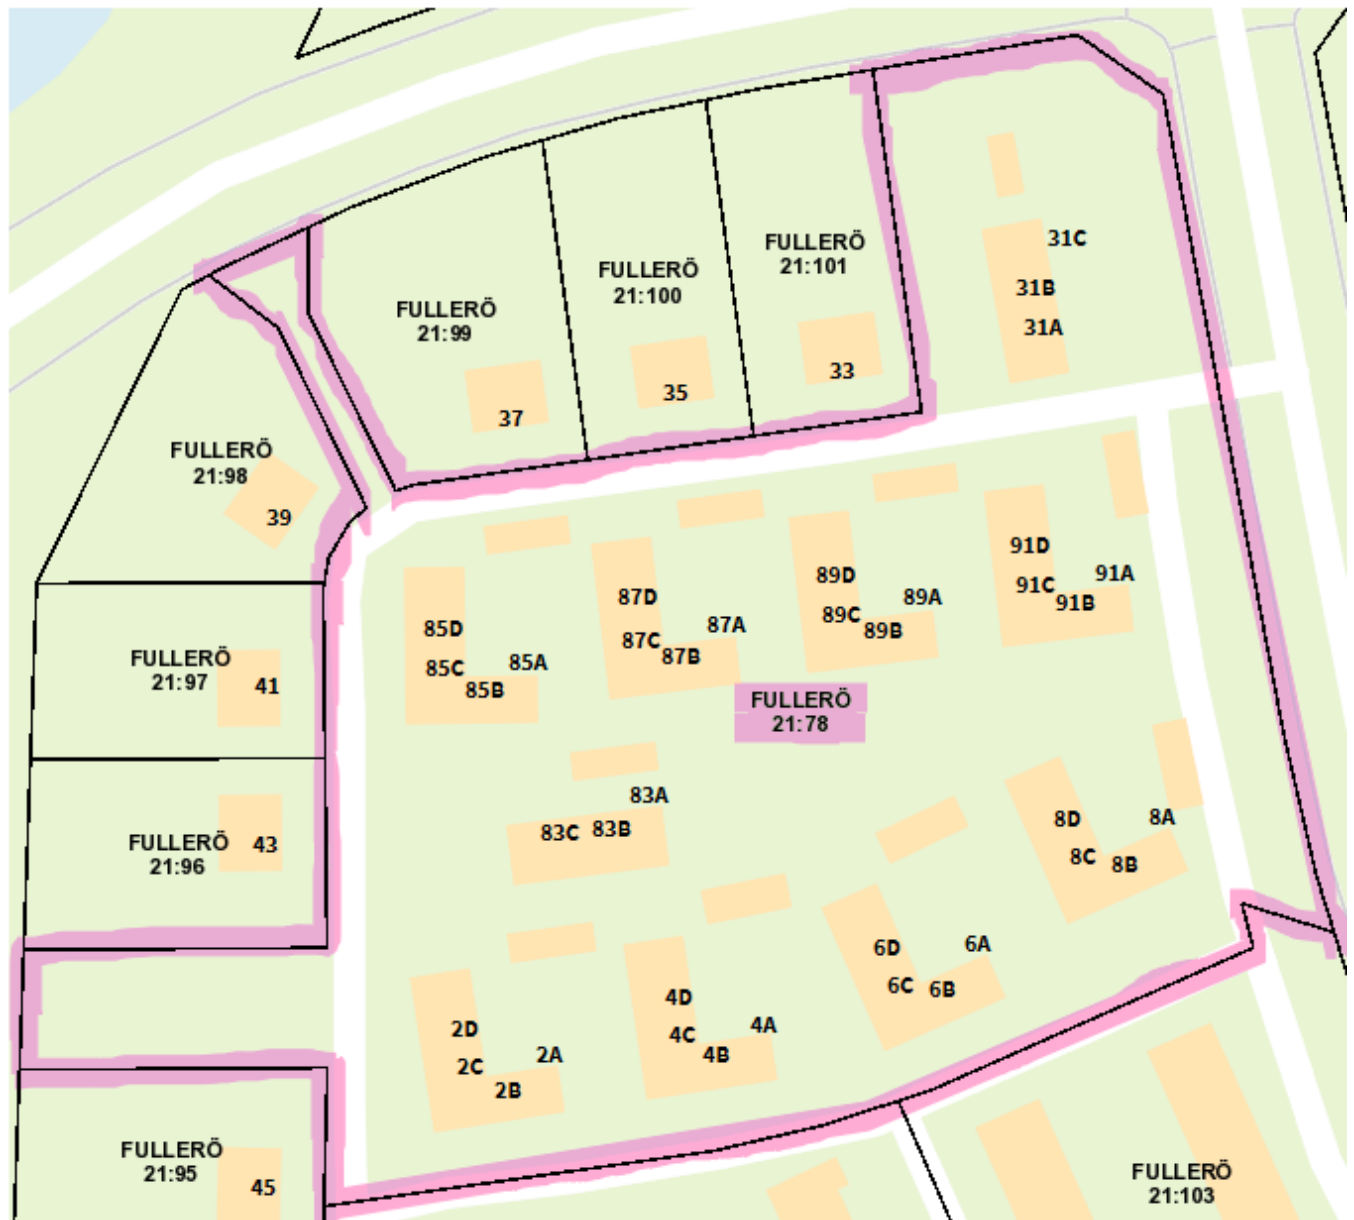 31C
FULLERÖ
21:101
FULLERÖ
21:100
31B
FULLERÖ
21:99
31A
33
35
37
FULLERÖ
21:98
39
91D
89D
91A
91C
87D
89A
91B
89C
85D
87A
89B
87C
FULLERÖ
21:97
87B
85A
85C
41
85B
FULLERÖ
21:78
83A
8D
8A
83C
83B
FULLERÖ
21:96
43
8C
8B
6D
6A
6C
6B
4D
2D
4A
4C
2A
4B
2C
2B
FULLERÖ
21:95
45
FULLERÖ
21:103